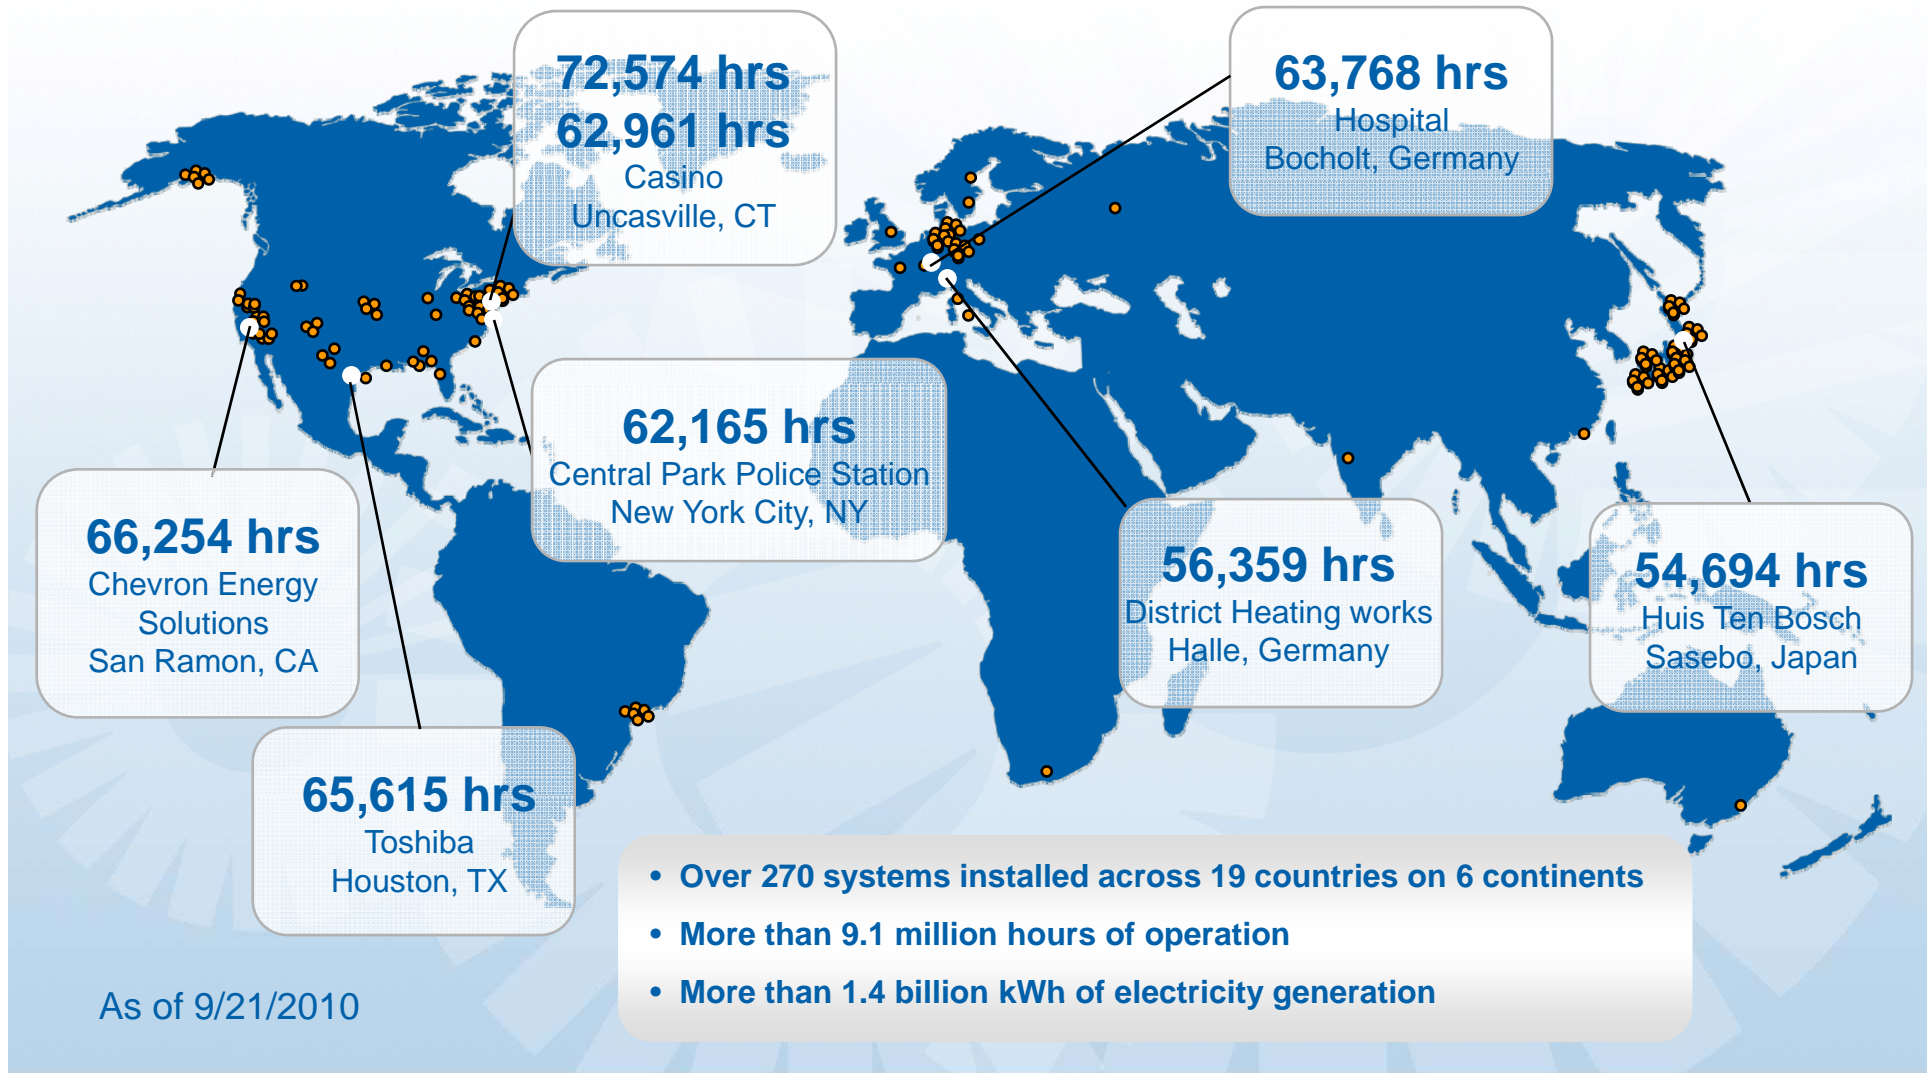 72,574 hrs
62,961 hrs
Casino
Uncasville, CT
63,768 hrs
Hospital
Bocholt, Germany
62,165 hrs
Central Park Police Station
New York City, NY
66,254 hrs
Chevron Energy
Solutions
San Ramon, CA
56,359 hrs
District Heating works
Halle, Germany
54,694 hrs
Huis Ten Bosch
Sasebo, Japan
65,615 hrs
Toshiba
Houston, TX
• Over 270 systems installed across 19 countries on 6 continents
• More than 9.1 million hours of operation
• More than 1.4 billion kWh of electricity generation
As of 9/21/2010